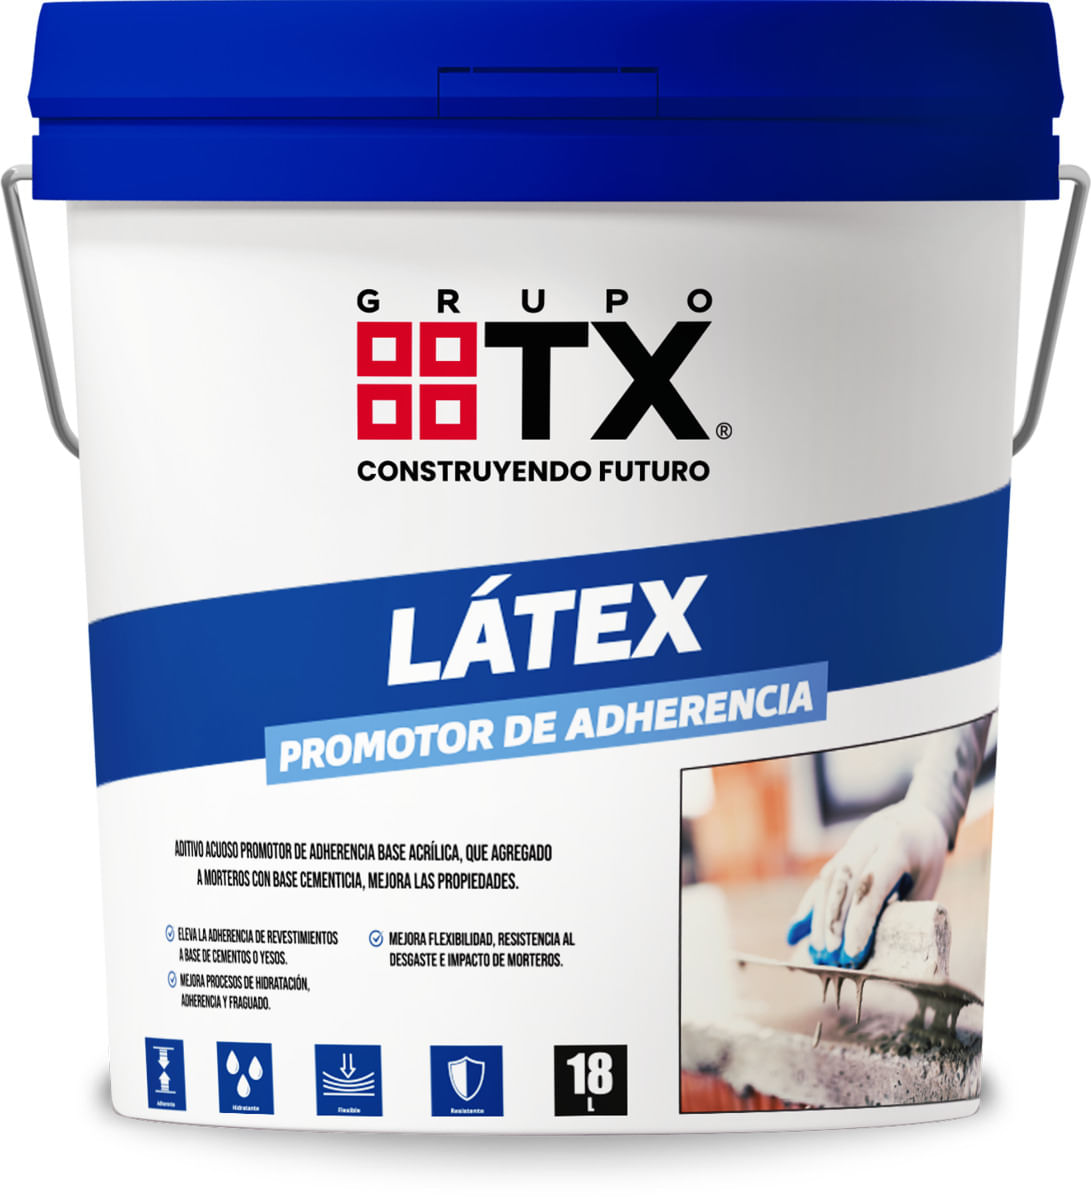 GRUPO
TX®
CONSTRUYENDO FUTURO
LÁTEX
PROMOTOR DE ADHERENCIA
ADITIVO ACUOSO PROMOTOR DE ADHERENCIA BASE ACRÍLICA, QUE AGREGADO
A MORTEROS CON BASE CEMENTICIA, MEJORA LAS PROPIEDADES.
ELEVA LA ADHERENCIA DE REVESTIMIENTOS
A BASE DE CEMENTOS O YESOS.
MEJORA PROCESOS DE HIDRATACIÓN,
ADHERENCIA Y FRAGUADO.
MEJORA FLEXIBILIDAD, RESISTENCIA AL
DESGASTE E IMPACTO DE MORTEROS.
Adherente
Hidratante
Flexible
Resistente
18
L